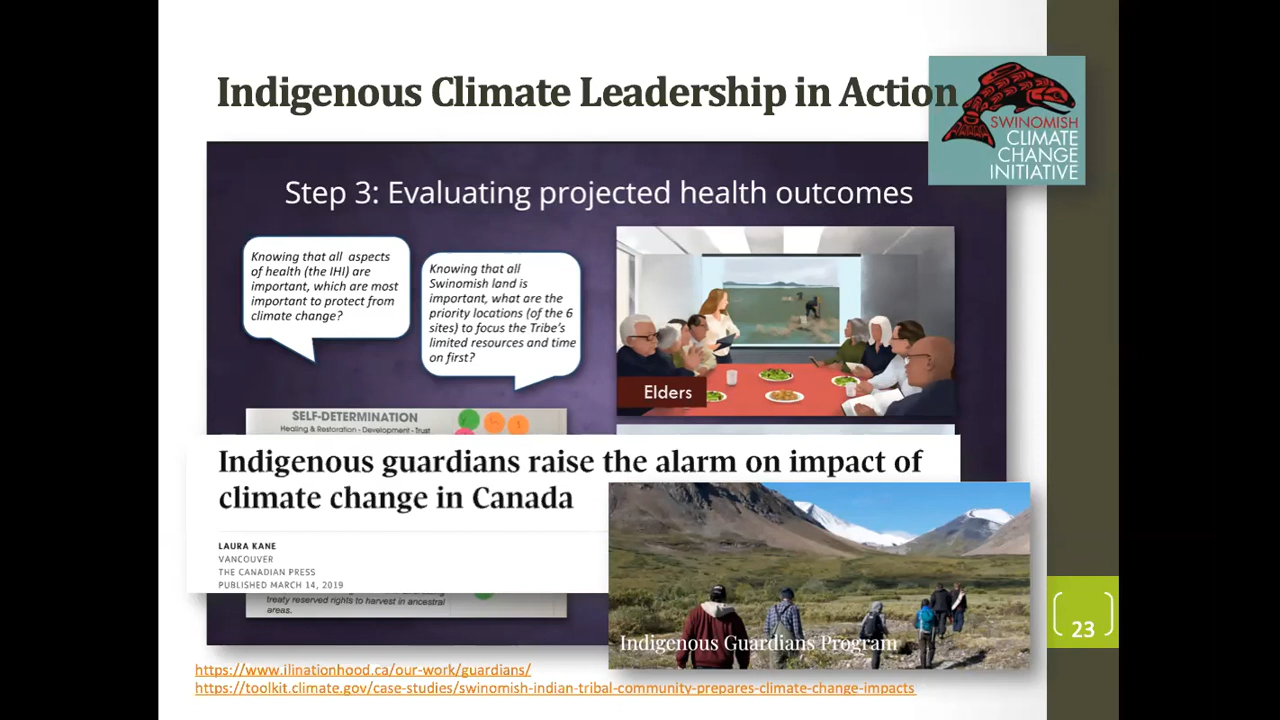 Indigenous Climate Leadership in Action
SWINOMISH
CLIMATE
CHANGE
INITIATIVE
Step 3: Evaluating projected health outcomes
Knowing that all aspects
of health (the IHI) are
important, which are most
important to protect from
climate change?
Knowing that all
Swinomish land is
important, what are the
priority locations (of the 6
sites) to focus the Tribe's
limited resources and time
on first?
Elders
SELF-DETERMINATION
Healing & Restoration - Development - Trust
Indigenous guardians raise the alarm on impact of
climate change in Canada
LAURA KANE
VANCOUVER
THE CANADIAN PRESS
PUBLISHED MARCH 14, 2019
treaty reserved rights to harvest in ancestral
areas.
Indigenous Guardians Program
23
https://www.ilinationhood.ca/our-work/guardians/
https://toolkit.climate.gov/case-studies/swinomish-indian-tribal-community-prepares-climate-change-impacts